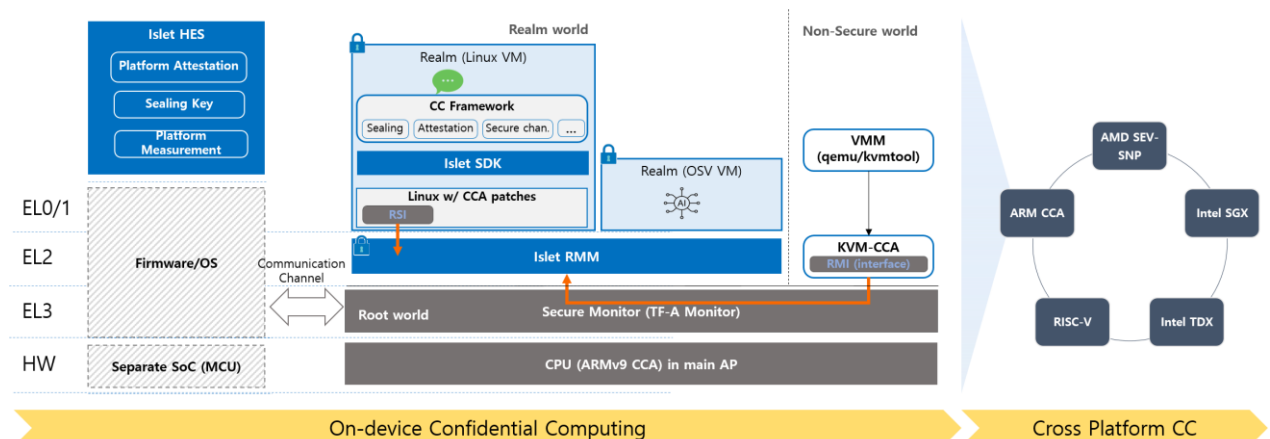 Islet HES
Platform Attestation
Sealing Key
Platform
Measurement
Realm world
Non-Secure world
Realm (Linux VM)
CC Framework
Sealing
Attestation
Secure chan.
...
Islet SDK
Linux w/ CCA patches
RSI
Realm (OSV VM)
AI
VMM
(qemu/kvmtool)
EL0/1
EL2
EL3
HW
Firmware/OS
Communication
Channel
Islet RMM
KVM-CCA
RMI (interface)
Root world
Secure Monitor (TF-A Monitor)
Separate SoC (MCU)
CPU (ARMv9 CCA) in main AP
AMD SEV-
SNP
ARM CCA
Intel SGX
RISC-V
Intel TDX
On-device Confidential Computing
Cross Platform CC